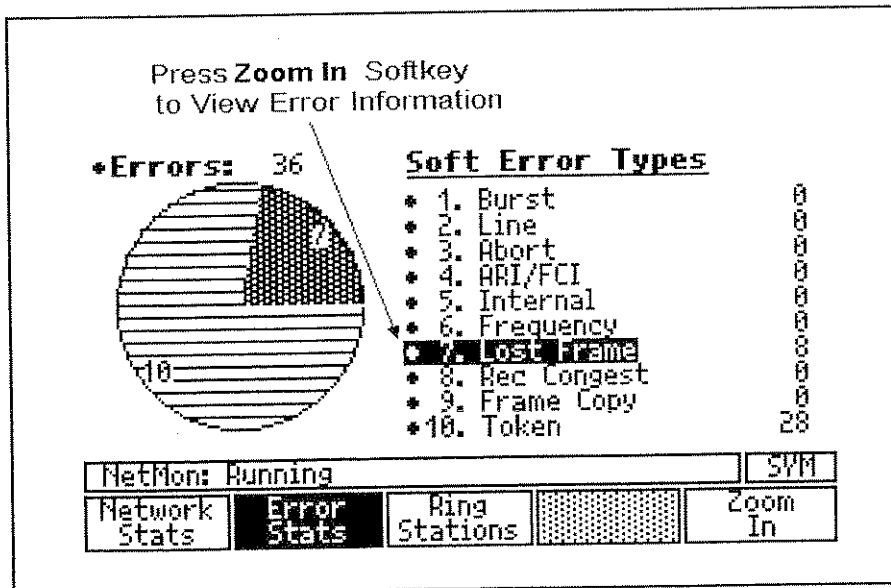 Press Zoom In Softkey
to View Error Information
Errors: 36
Soft Error Types
1. Burst 0
2. Line 0
3. Abort 0
4. ARI/FCI 0
5. Internal 0
6. Frequency 0
7. Lost Frame 8
8. Rec Congest 0
9. Frame Copy 0
10. Token 28
7
10
NetMon: Running SYM
Network Stats
Error Stats
Ring Stations
Zoom In